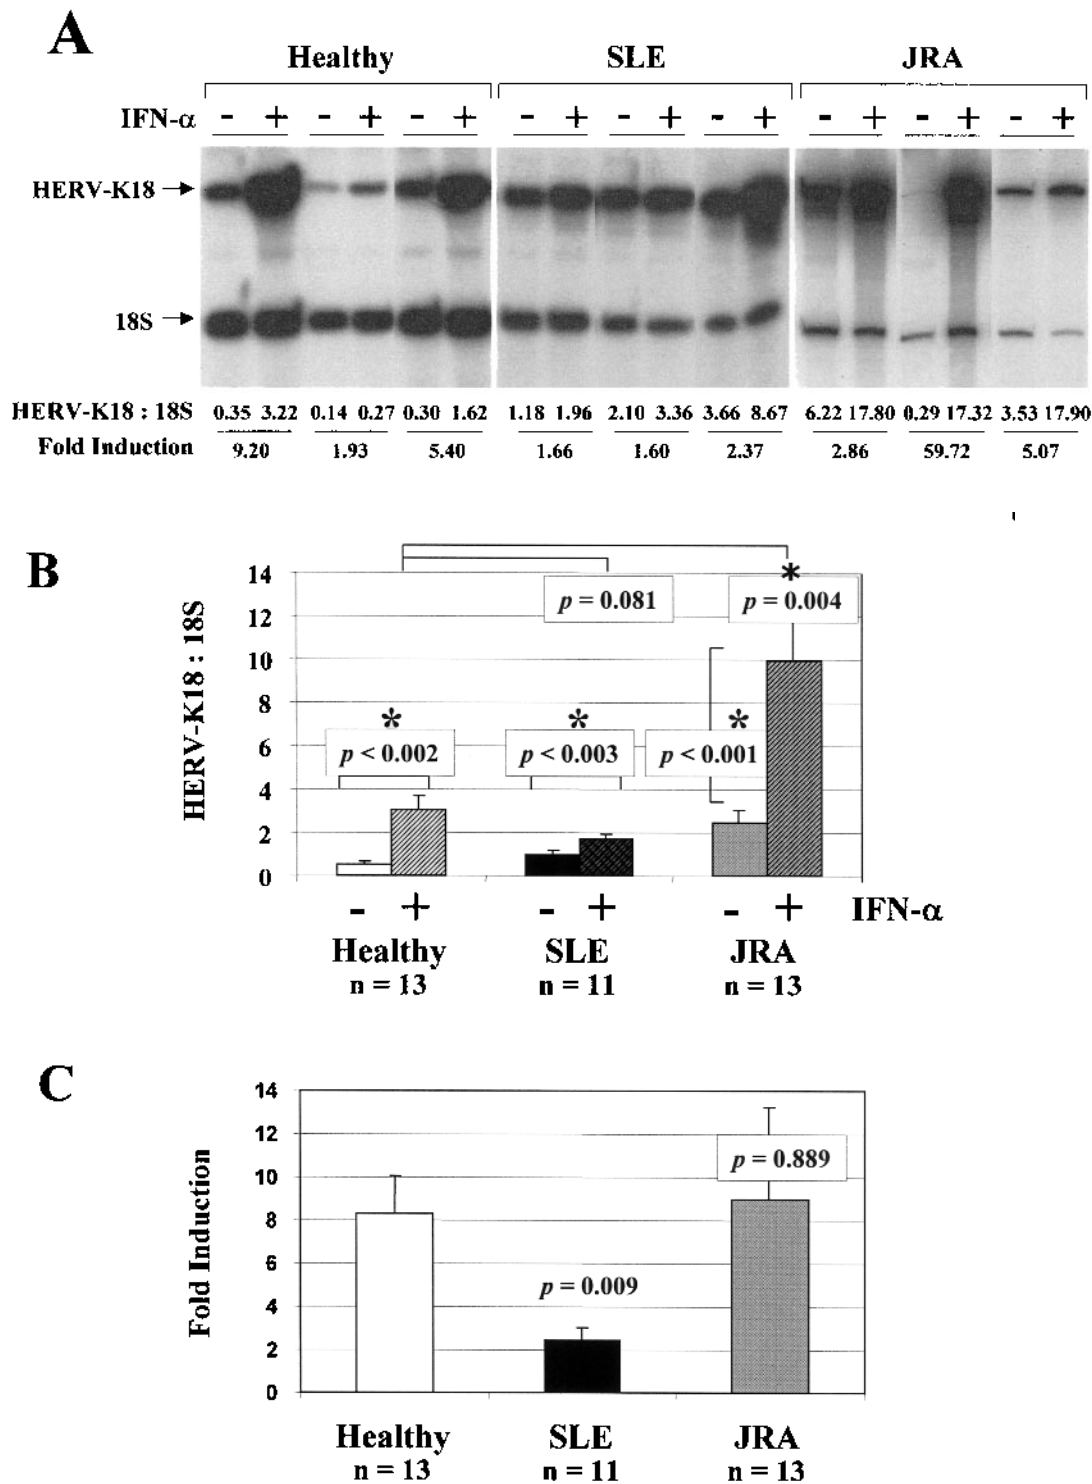 A
Healthy SLE JRA
IFN-α - + - + - + - + - + - + - + - + - +
HERV-K18
18S
HERV-K18 : 18S 0.35 3.22 0.14 0.27 0.30 1.62 1.18 1.96 2.10 3.36 3.66 8.67 6.22 17.80 0.29 17.32 3.53 17.90
Fold Induction 9.20 1.93 5.40 1.66 1.60 2.37 2.86 59.72 5.07
B
HERV-K18 : 18S
14
12
10
8
6
4
2
0
p = 0.081
*
p = 0.004
*
p < 0.002
*
p < 0.003
*
p < 0.001
- + - + - + IFN-α
Healthy SLE JRA
n = 13 n = 11 n = 13
C
Fold Induction
14
12
10
8
6
4
2
0
p = 0.009
p = 0.889
Healthy SLE JRA
n = 13 n = 11 n = 13